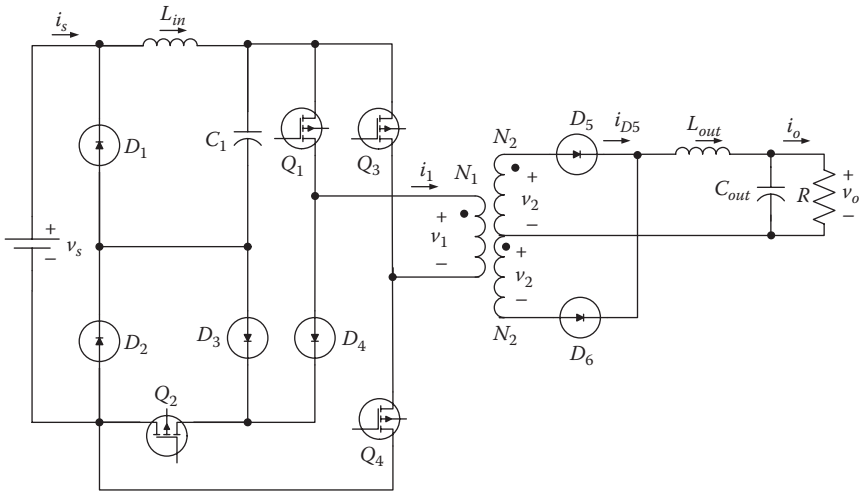 i_s
L_in
D_1
C_1
Q_1
Q_3
i_1
N_1
N_2
D_5
i_D5
L_out
i_o
+
v_1
−
+
v_2
−
+
v_2
−
C_out
R
+
v_o
−
+
v_s
−
D_2
D_3
D_4
N_2
D_6
Q_2
Q_4